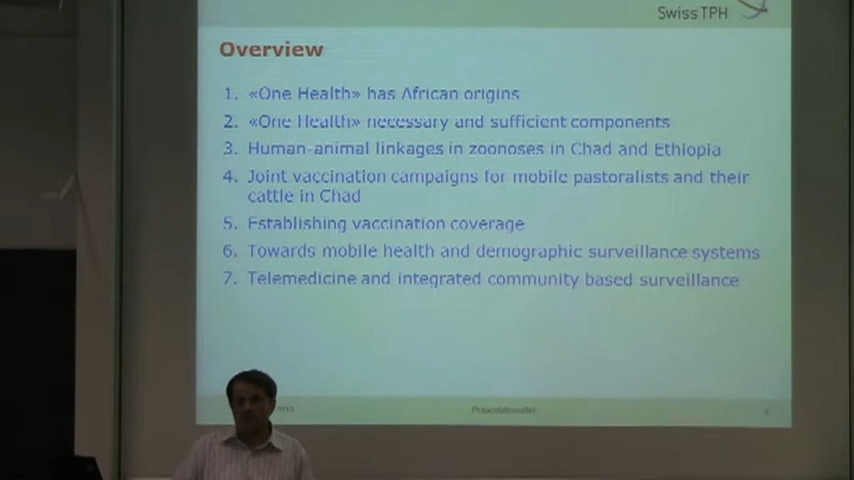 Swiss TPH
Overview
1. «One Health» has African origins
2. «One Health» necessary and sufficient components
3. Human-animal linkages in zoonoses in Chad and Ethiopia
4. Joint vaccination campaigns for mobile pastoralists and their
cattle in Chad
5. Establishing vaccination coverage
6. Towards mobile health and demographic surveillance systems
7. Telemedicine and integrated community based surveillance
2013
Präsentationstitel